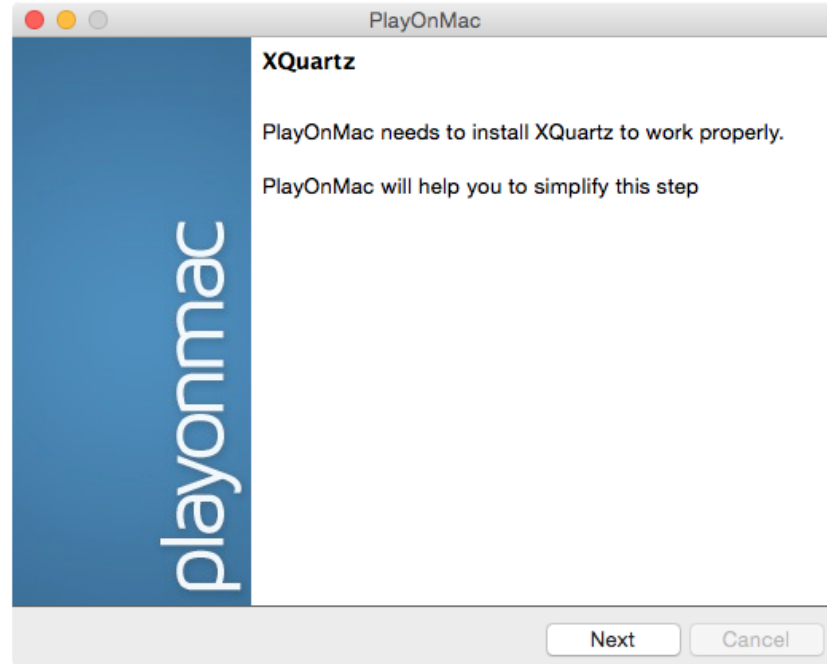 PlayOnMac
XQuartz
PlayOnMac needs to install XQuartz to work properly.
PlayOnMac will help you to simplify this step
playonmac
Next
Cancel